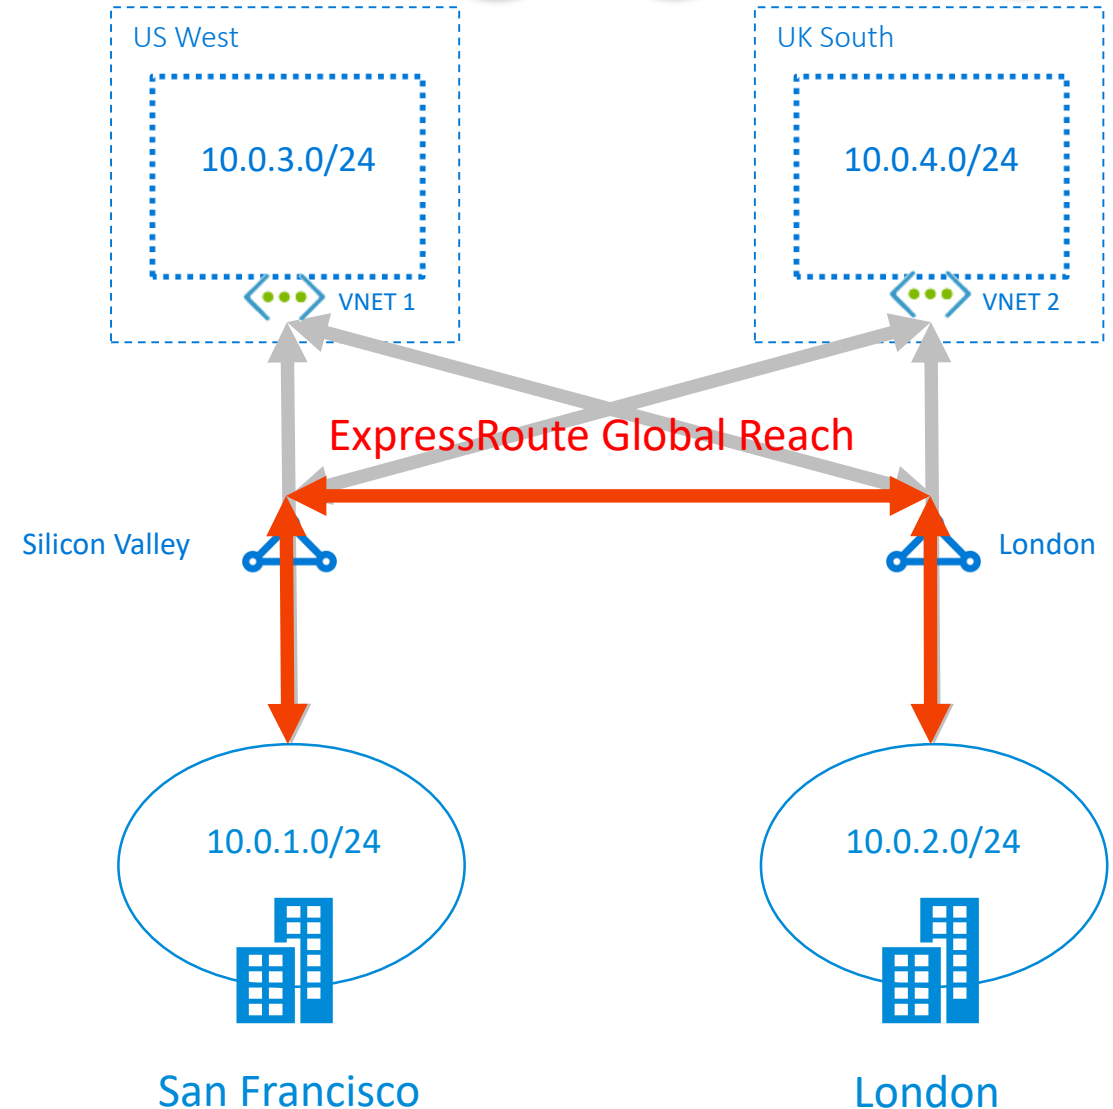 US West
UK South
10.0.3.0/24
10.0.4.0/24
VNET 1
VNET 2
ExpressRoute Global Reach
Silicon Valley
London
10.0.1.0/24
10.0.2.0/24
San Francisco
London